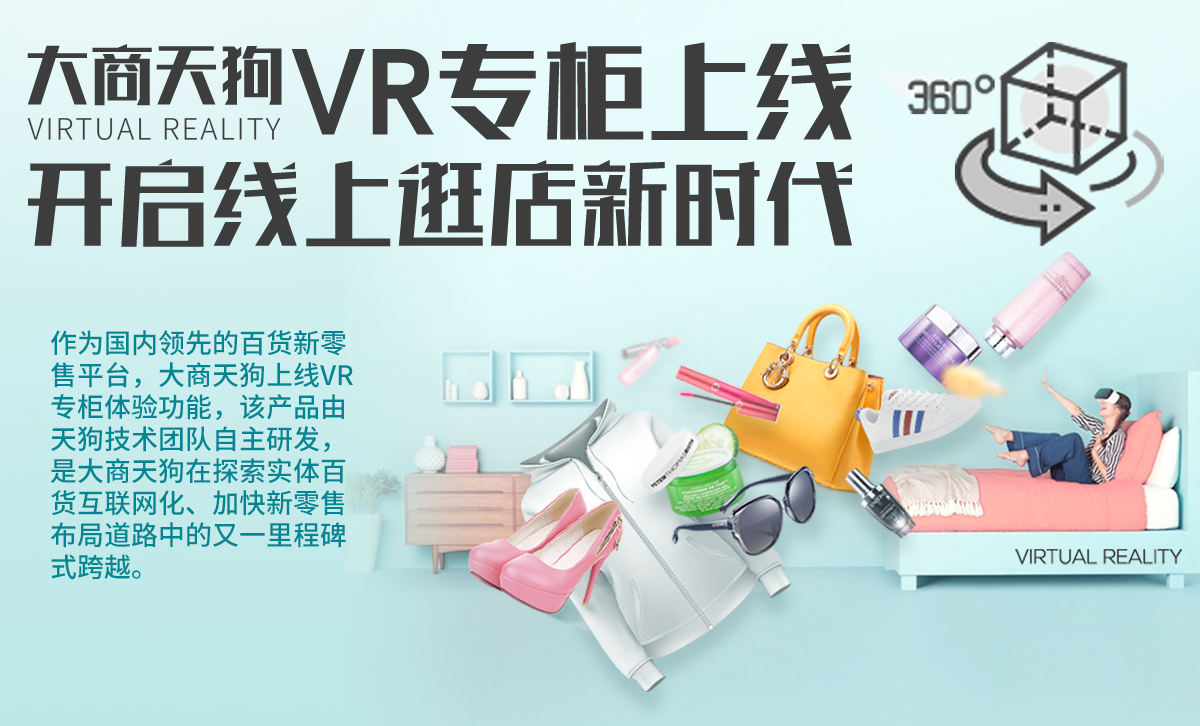 大商天狗VR专柜上线
VIRTUAL REALITY
开启线上逛店新时代
360°
作为国内领先的百货新零
售平台，大商天狗上线VR
专柜体验功能，该产品由
天狗技术团队自主研发，
是大商天狗在探索实体百
货互联网化、加快新零售
布局道路中的又一里程碑
式跨越。
PETER THOMAS ROTH
VIRTUAL REALITY